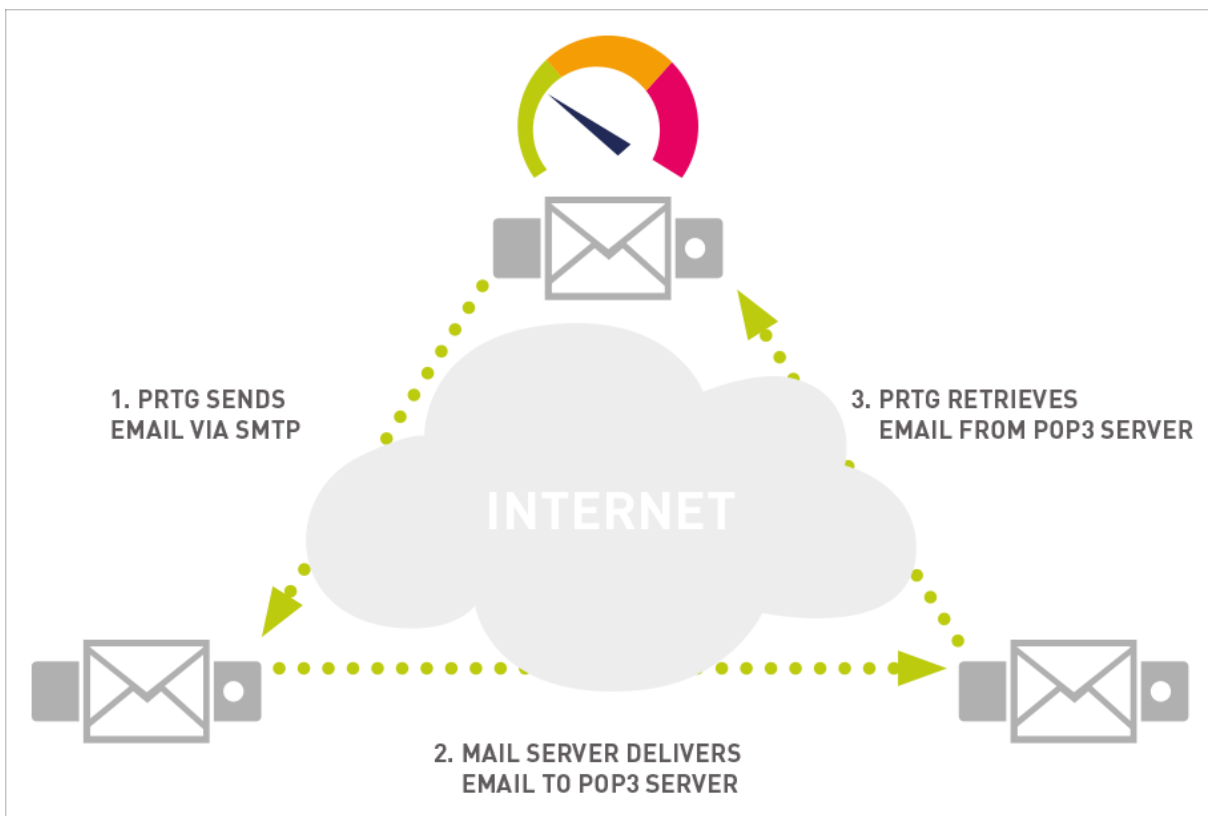 1. PRTG SENDS
EMAIL VIA SMTP
3. PRTG RETRIEVES
EMAIL FROM POP3 SERVER
INTERNET
2. MAIL SERVER DELIVERS
EMAIL TO POP3 SERVER